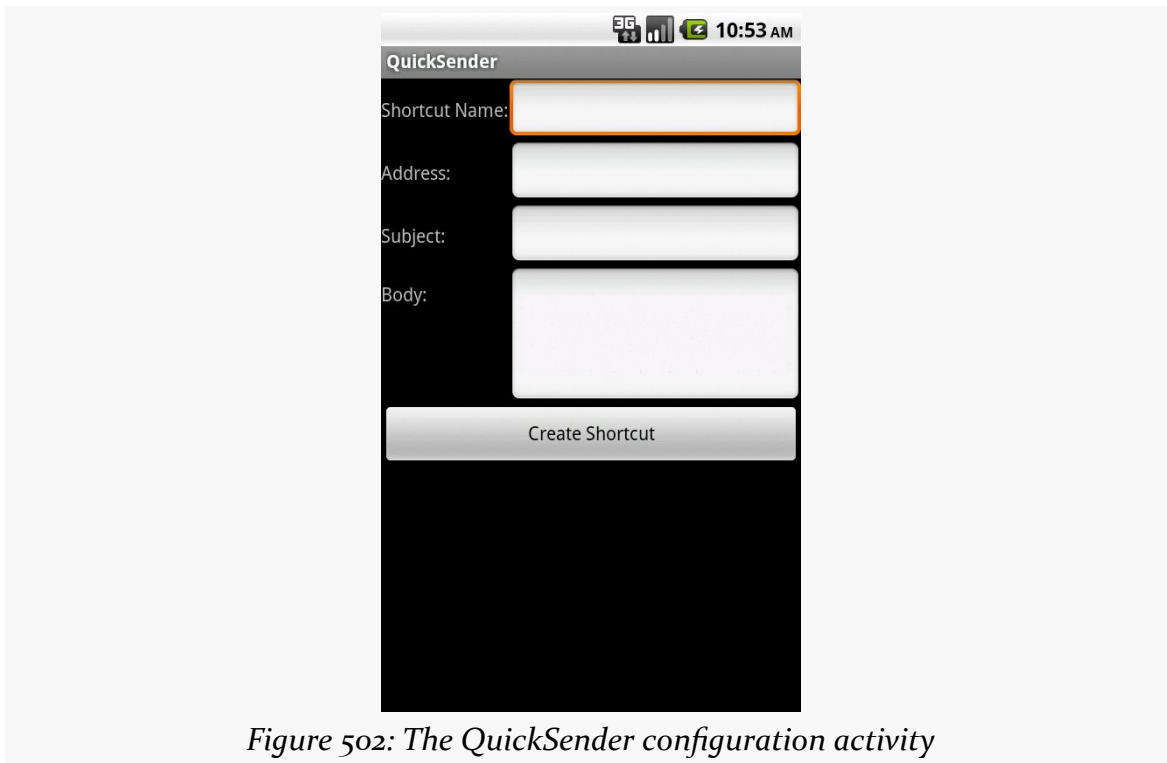 3G 10:53 AM
QuickSender
Shortcut Name:
Address:
Subject:
Body:
Create Shortcut
Figure 502: The QuickSender configuration activity